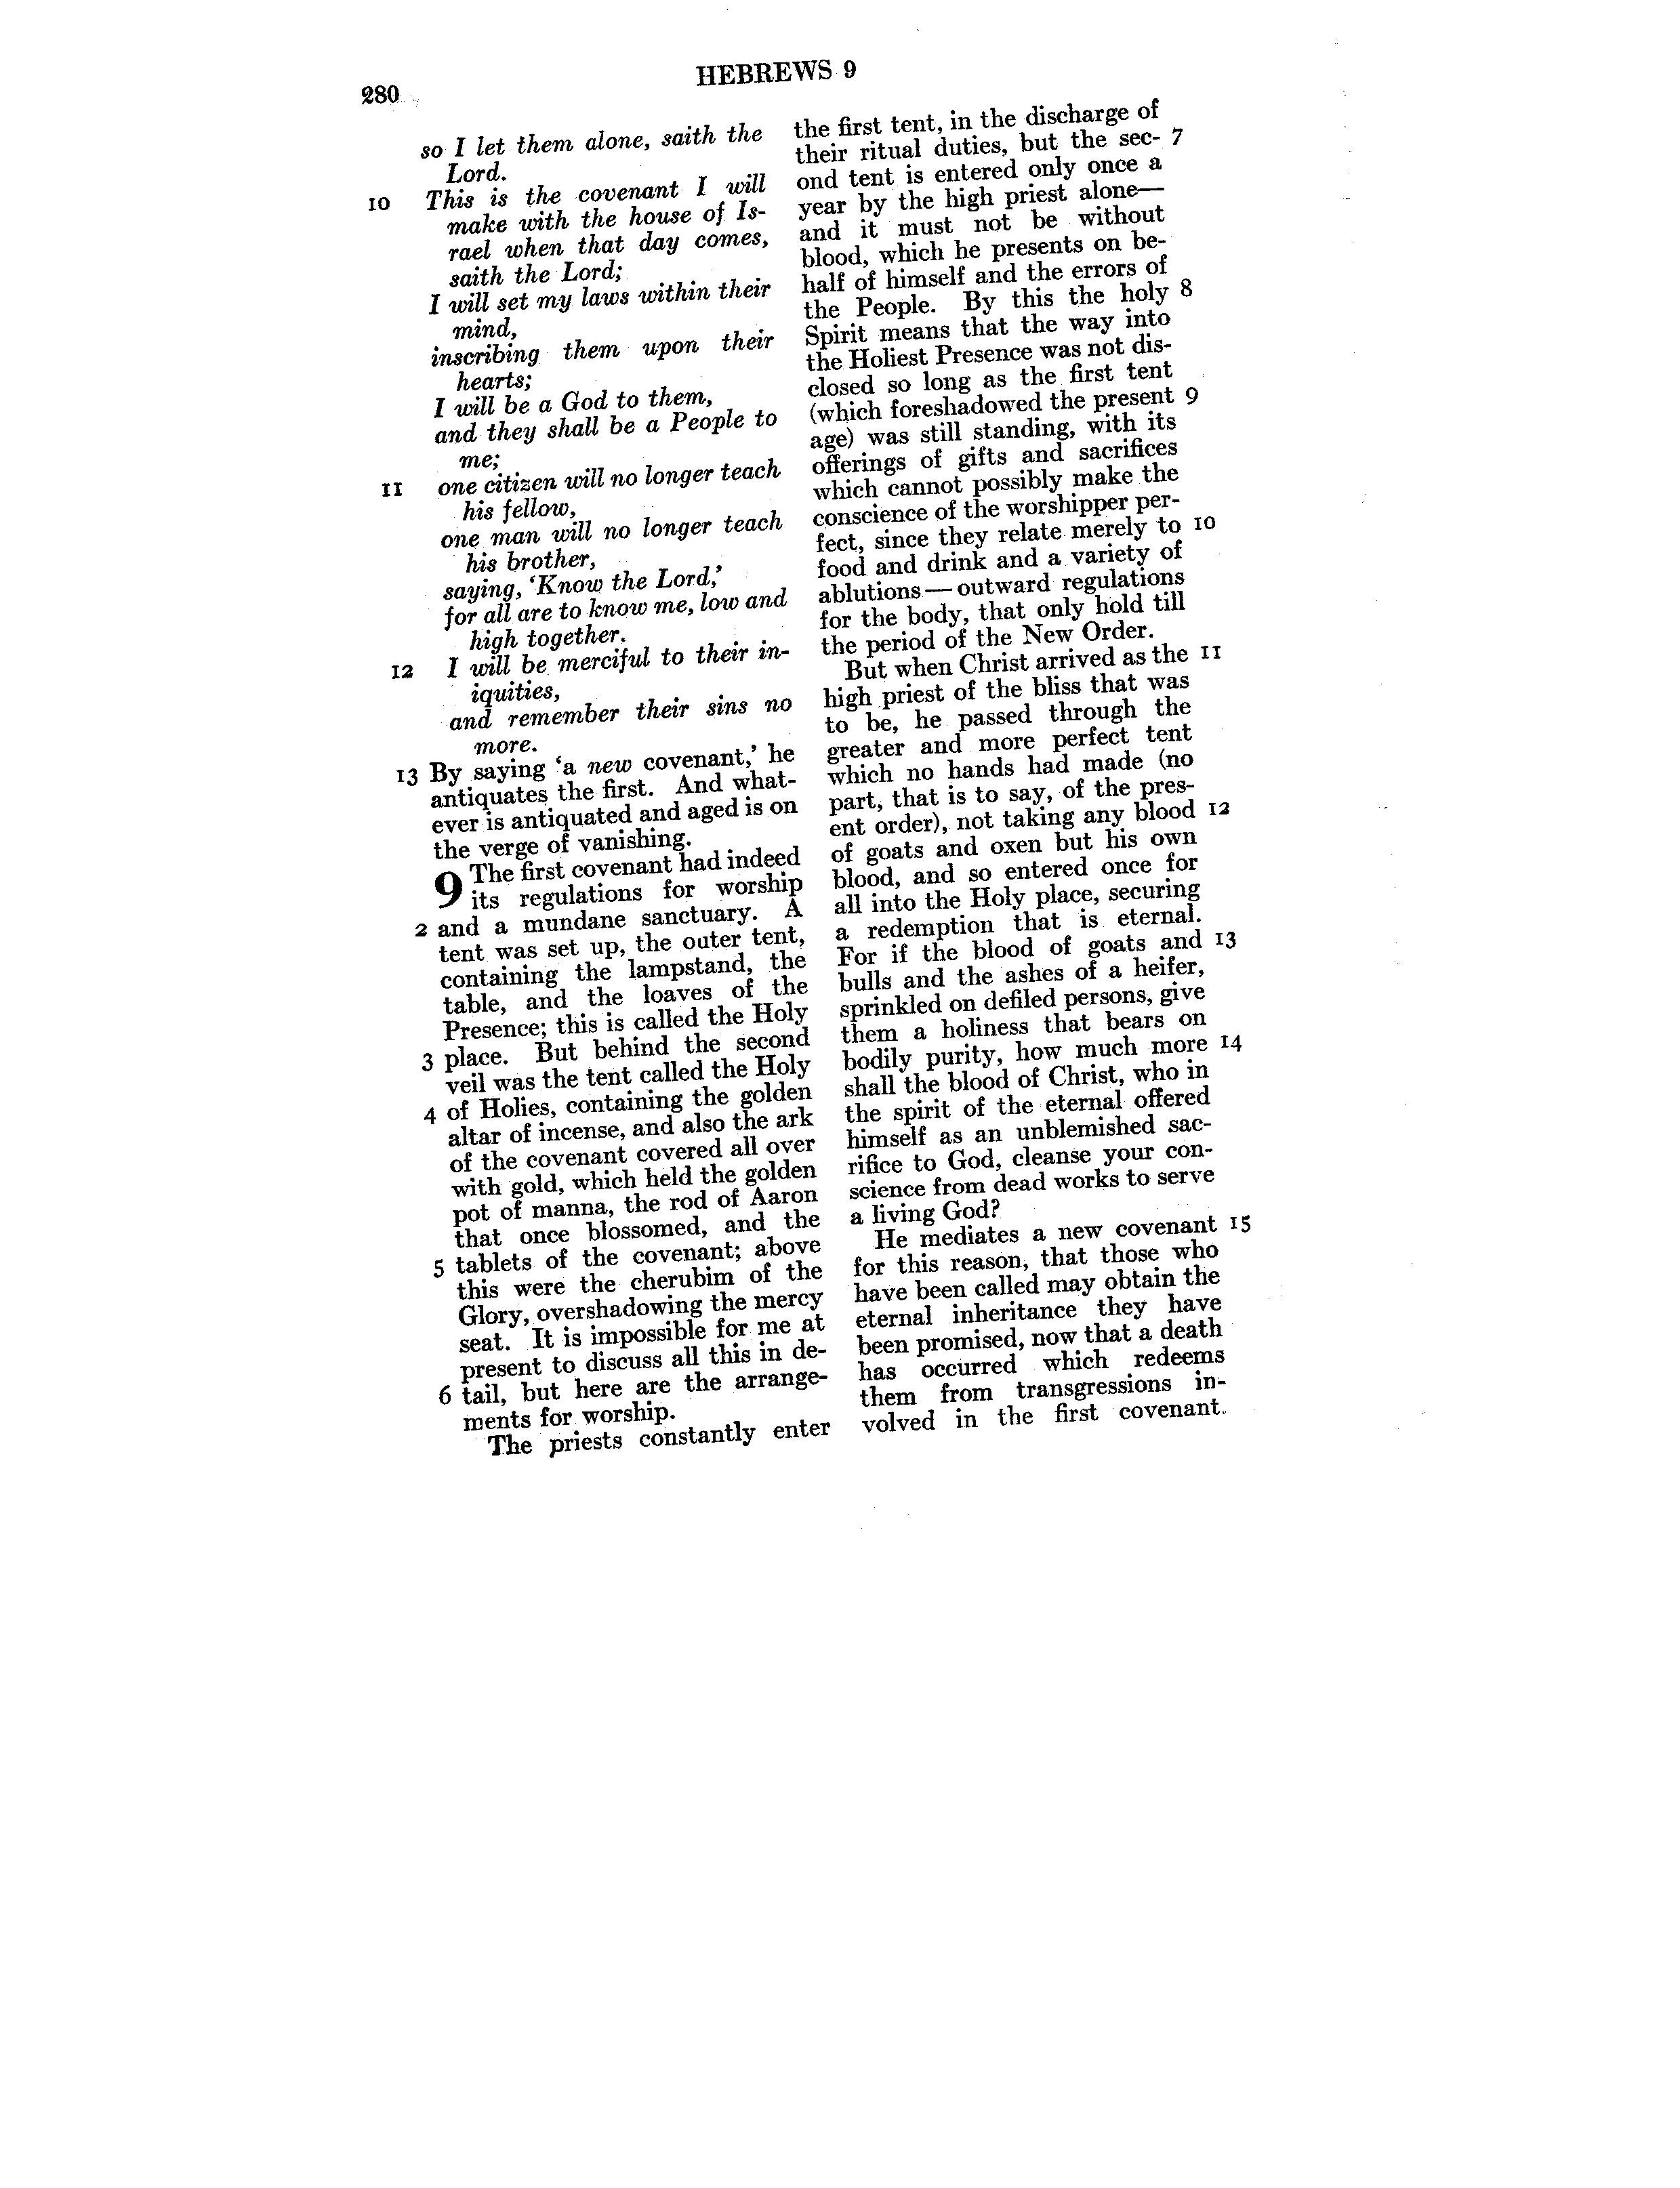 280
HEBREWS 9
so I let them alone, saith the
Lord.
10 This is the covenant I will
make with the house of Is-
rael when that day comes,
saith the Lord;
I will set my laws within their
mind,
inscribing them upon their
hearts;
I will be a God to them,
and they shall be a People to
me;
11 one citizen will no longer teach
his fellow,
one man will no longer teach
his brother,
saying, ‘Know the Lord,’
for all are to know me, low and
high together.
12 I will be merciful to their in-
iquities,
and remember their sins no
more.
13 By saying ‘a new covenant,’ he
antiquates the first. And what-
ever is antiquated and aged is on
the verge of vanishing.
9 The first covenant had indeed
its regulations for worship
2 and a mundane sanctuary. A
tent was set up, the outer tent,
containing the lampstand, the
table, and the loaves of the
Presence; this is called the Holy
3 place. But behind the second
veil was the tent called the Holy
4 of Holies, containing the golden
altar of incense, and also the ark
of the covenant covered all over
with gold, which held the golden
pot of manna, the rod of Aaron
that once blossomed, and the
5 tablets of the covenant; above
this were the cherubim of the
Glory, overshadowing the mercy
seat. It is impossible for me at
present to discuss all this in de-
6 tail, but here are the arrange-
ments for worship.
The priests constantly enter
the first tent, in the discharge of
their ritual duties, but the sec- 7
ond tent is entered only once a
year by the high priest alone—
and it must not be without
blood, which he presents on be-
half of himself and the errors of
the People. By this the holy 8
Spirit means that the way into
the Holiest Presence was not dis-
closed so long as the first tent
(which foreshadowed the present 9
age) was still standing, with its
offerings of gifts and sacrifices
which cannot possibly make the
conscience of the worshipper per-
fect, since they relate merely to 10
food and drink and a variety of
ablutions — outward regulations
for the body, that only hold till
the period of the New Order.
But when Christ arrived as the 11
high priest of the bliss that was
to be, he passed through the
greater and more perfect tent
which no hands had made (no
part, that is to say, of the pres-
ent order), not taking any blood 12
of goats and oxen but his own
blood, and so entered once for
all into the Holy place, securing
a redemption that is eternal.
For if the blood of goats and 13
bulls and the ashes of a heifer,
sprinkled on defiled persons, give
them a holiness that bears on
bodily purity, how much more 14
shall the blood of Christ, who in
the spirit of the eternal offered
himself as an unblemished sac-
rifice to God, cleanse your con-
science from dead works to serve
a living God?
He mediates a new covenant 15
for this reason, that those who
have been called may obtain the
eternal inheritance they have
been promised, now that a death
has occurred which redeems
them from transgressions in-
volved in the first covenant.